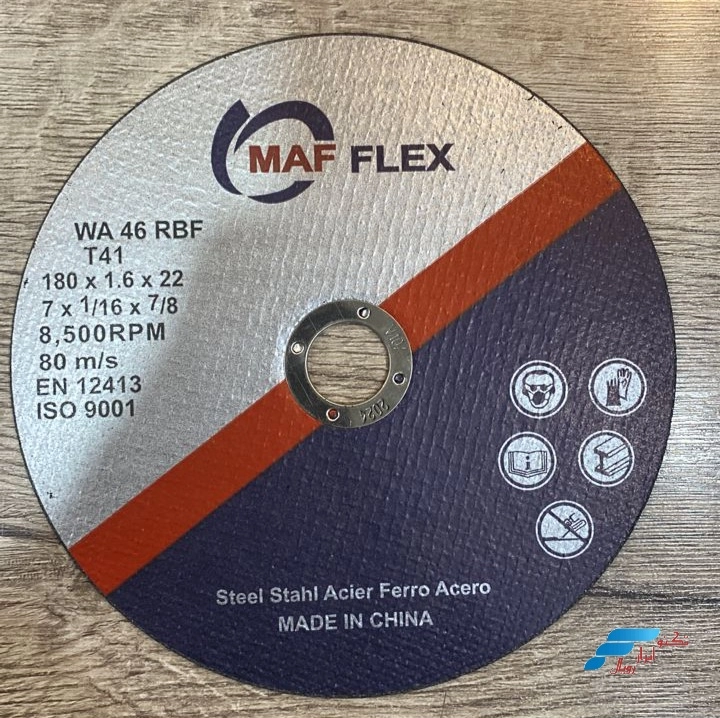 MAF FLEX
WA 46 RBF
T41
180 x 1.6 x 22
7 x 1/16 x 7/8
8,500RPM
80 m/s
EN 12413
ISO 9001
2024
i
Steel Stahl Acier Ferro Acero
MADE IN CHINA